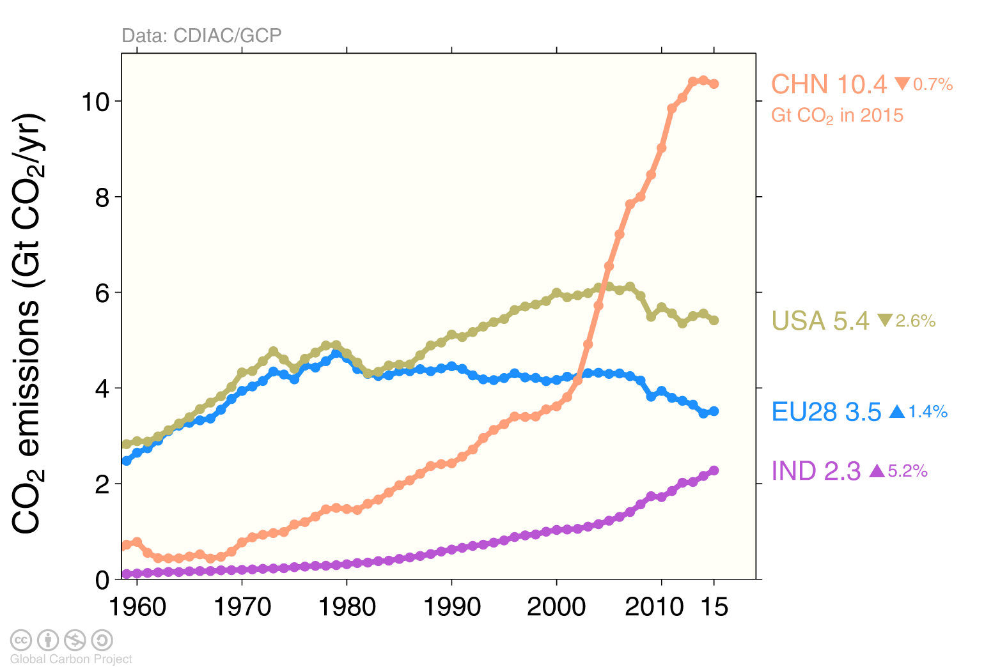 Data: CDIAC/GCP
CO₂ emissions (Gt CO₂/yr)
10
8
6
4
2
0
1960 1970 1980 1990 2000 2010 15
CHN 10.4 ▼0.7%
Gt CO₂ in 2015
USA 5.4 ▼2.6%
EU28 3.5 ▲1.4%
IND 2.3 ▲5.2%
cc
Global Carbon Project